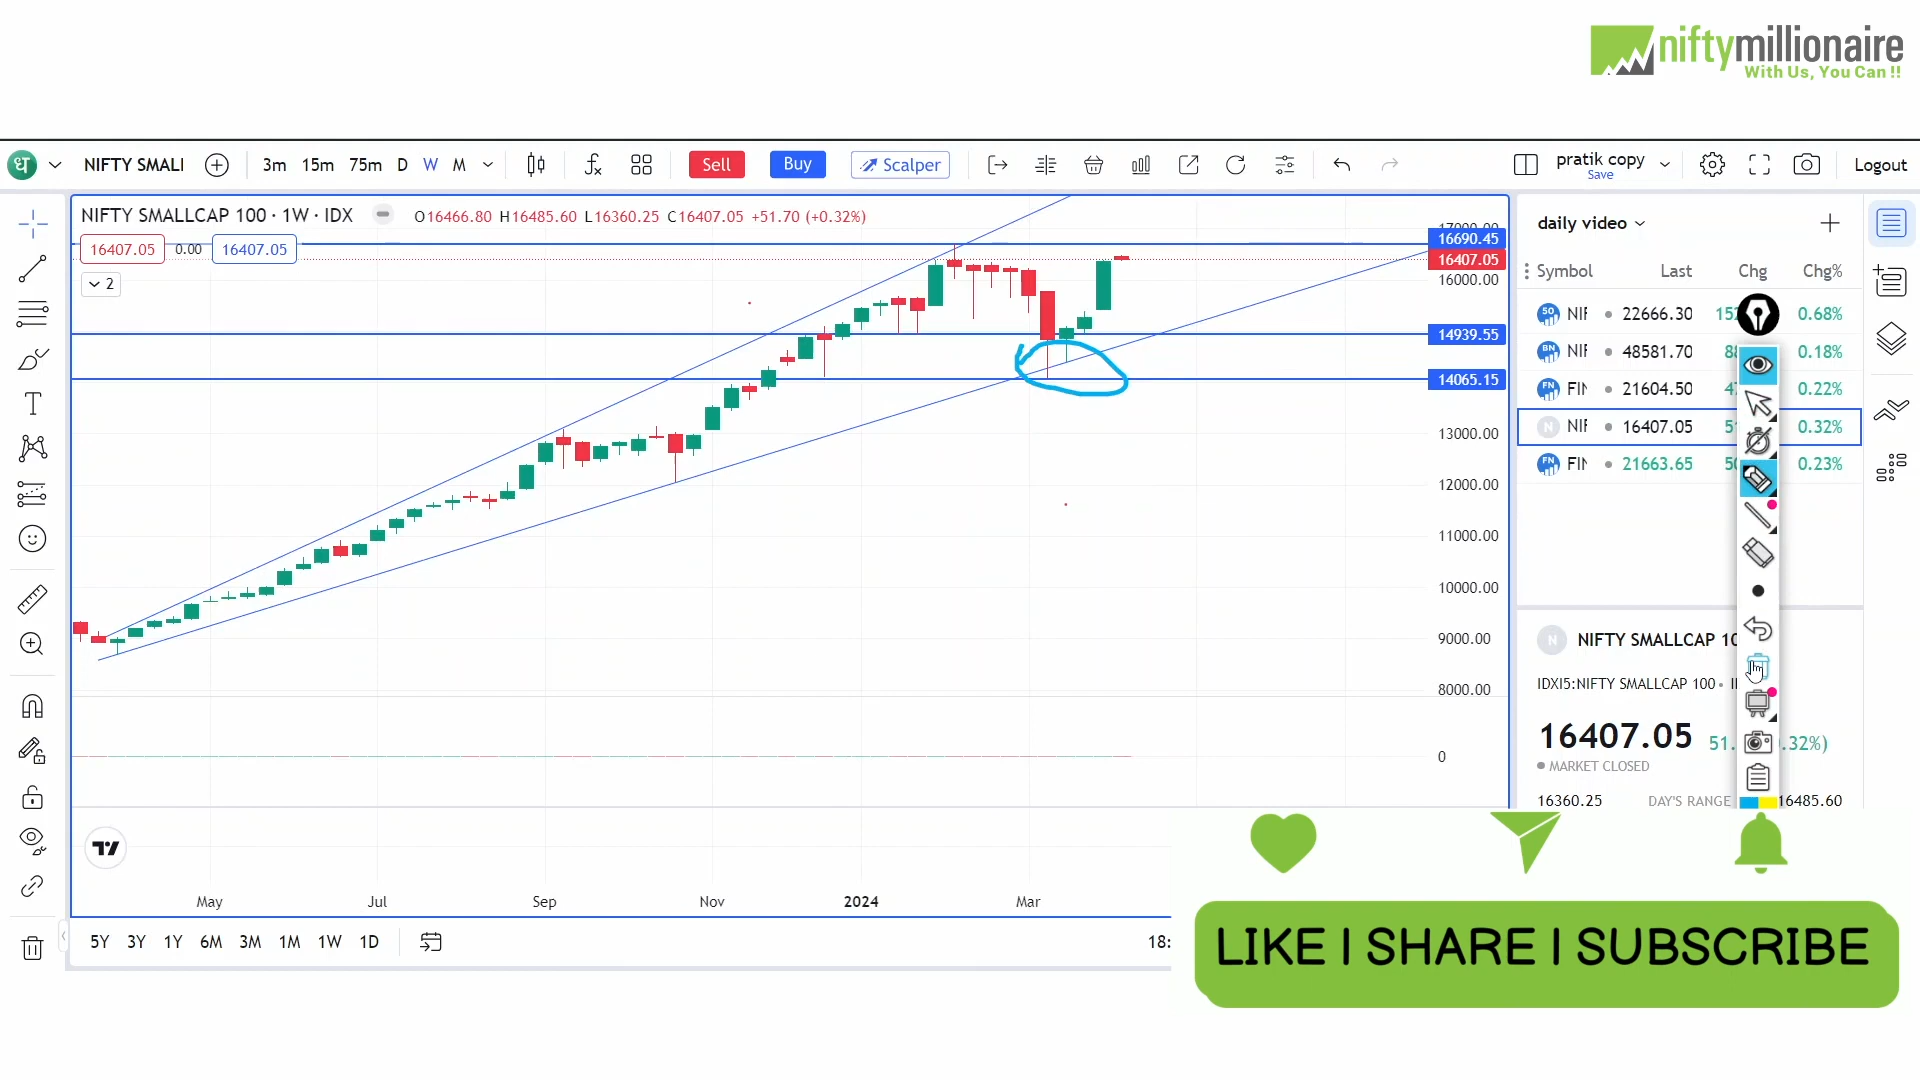 niftymillionaire
With Us, You Can !!
ध NIFTY SMALL 3m 15m 75m D W M Sell Buy Scalper pratik copy Save Logout
NIFTY SMALLCAP 100 · 1W · IDX O16466.80 H16485.60 L16360.25 C16407.05 +51.70 (+0.32%)
16407.05 0.00 16407.05
2
17000.00
16690.45
16407.05
16000.00
14939.55
14065.15
13000.00
12000.00
11000.00
10000.00
9000.00
8000.00
0
May Jul Sep Nov 2024 Mar
5Y 3Y 1Y 6M 3M 1M 1W 1D 18:
daily video
Symbol Last Chg Chg%
50 NIF 22666.30 0.68%
BN NIF 48581.70 0.18%
FN FIN 21604.50 0.22%
N NIF 16407.05 0.32%
FN FIN 21663.65 0.23%
N NIFTY SMALLCAP 10
IDXI5:NIFTY SMALLCAP 100
16407.05 51. .32%)
MARKET CLOSED
16360.25 DAY'S RANGE 16485.60
LIKE I SHARE I SUBSCRIBE